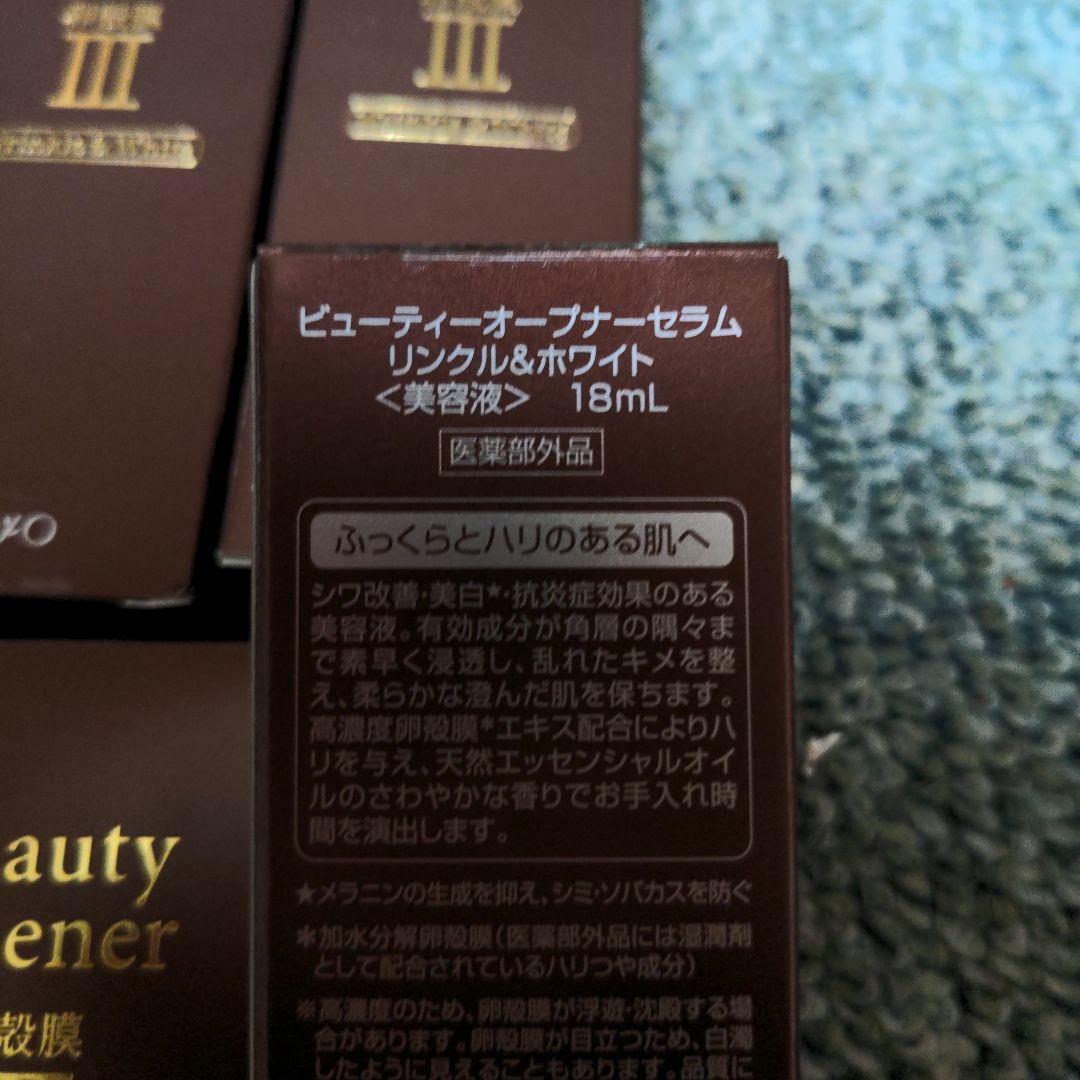 卵殻膜
III
Wrinkle & White
III
ビューティーオープナーセラム
リンクル&ホワイト
<美容液> 18mL
医薬部外品
ふっくらとハリのある肌へ
シワ改善・美白★・抗炎症効果のある
美容液。有効成分が角層の隅々ま
で素早く浸透し、乱れたキメを整
え、柔らかな澄んだ肌を保ちます。
高濃度卵殻膜*エキス配合によりハ
リを与え、天然エッセンシャルオイ
ルのさわやかな香りでお手入れ時
間を演出します。
★メラニンの生成を抑え、シミ・ソバカスを防ぐ
*加水分解卵殻膜(医薬部外品には湿潤剤
として配合されているハリつや成分)
※高濃度のため、卵殻膜が浮遊・沈殿する場
合があります。卵殻膜が目立つため、白濁
したように見えることもあります。品質に
auty
ener
殻膜